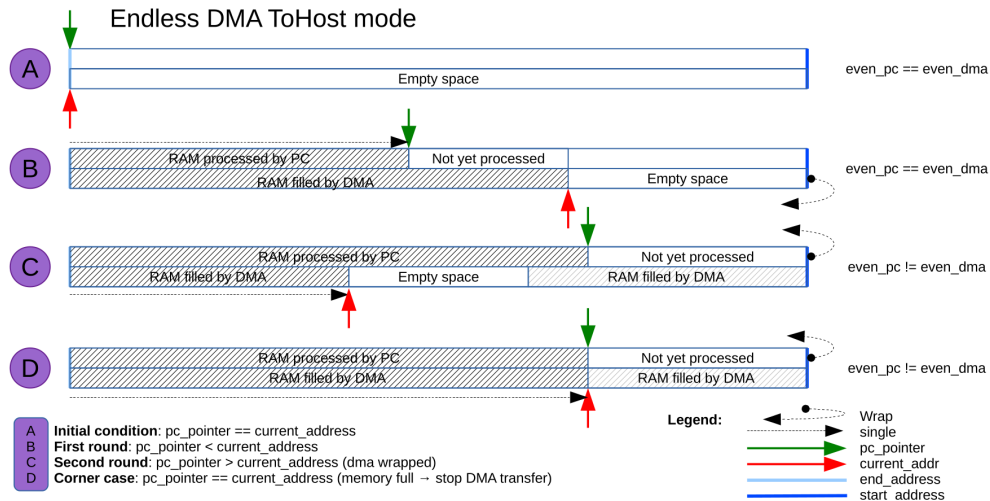 Endless DMA ToHost mode
A
Empty space
even_pc == even_dma
B
RAM processed by PC
Not yet processed
RAM filled by DMA
Empty space
even_pc == even_dma
C
RAM processed by PC
Not yet processed
RAM filled by DMA
Empty space
RAM filled by DMA
even_pc != even_dma
D
RAM processed by PC
Not yet processed
RAM filled by DMA
RAM filled by DMA
even_pc != even_dma
A Initial condition: pc_pointer == current_address
B First round: pc_pointer < current_address
C Second round: pc_pointer > current_address (dma wrapped)
D Corner case: pc_pointer == current_address (memory full → stop DMA transfer)
Legend:
Wrap
single
pc_pointer
current_addr
end_address
start_address